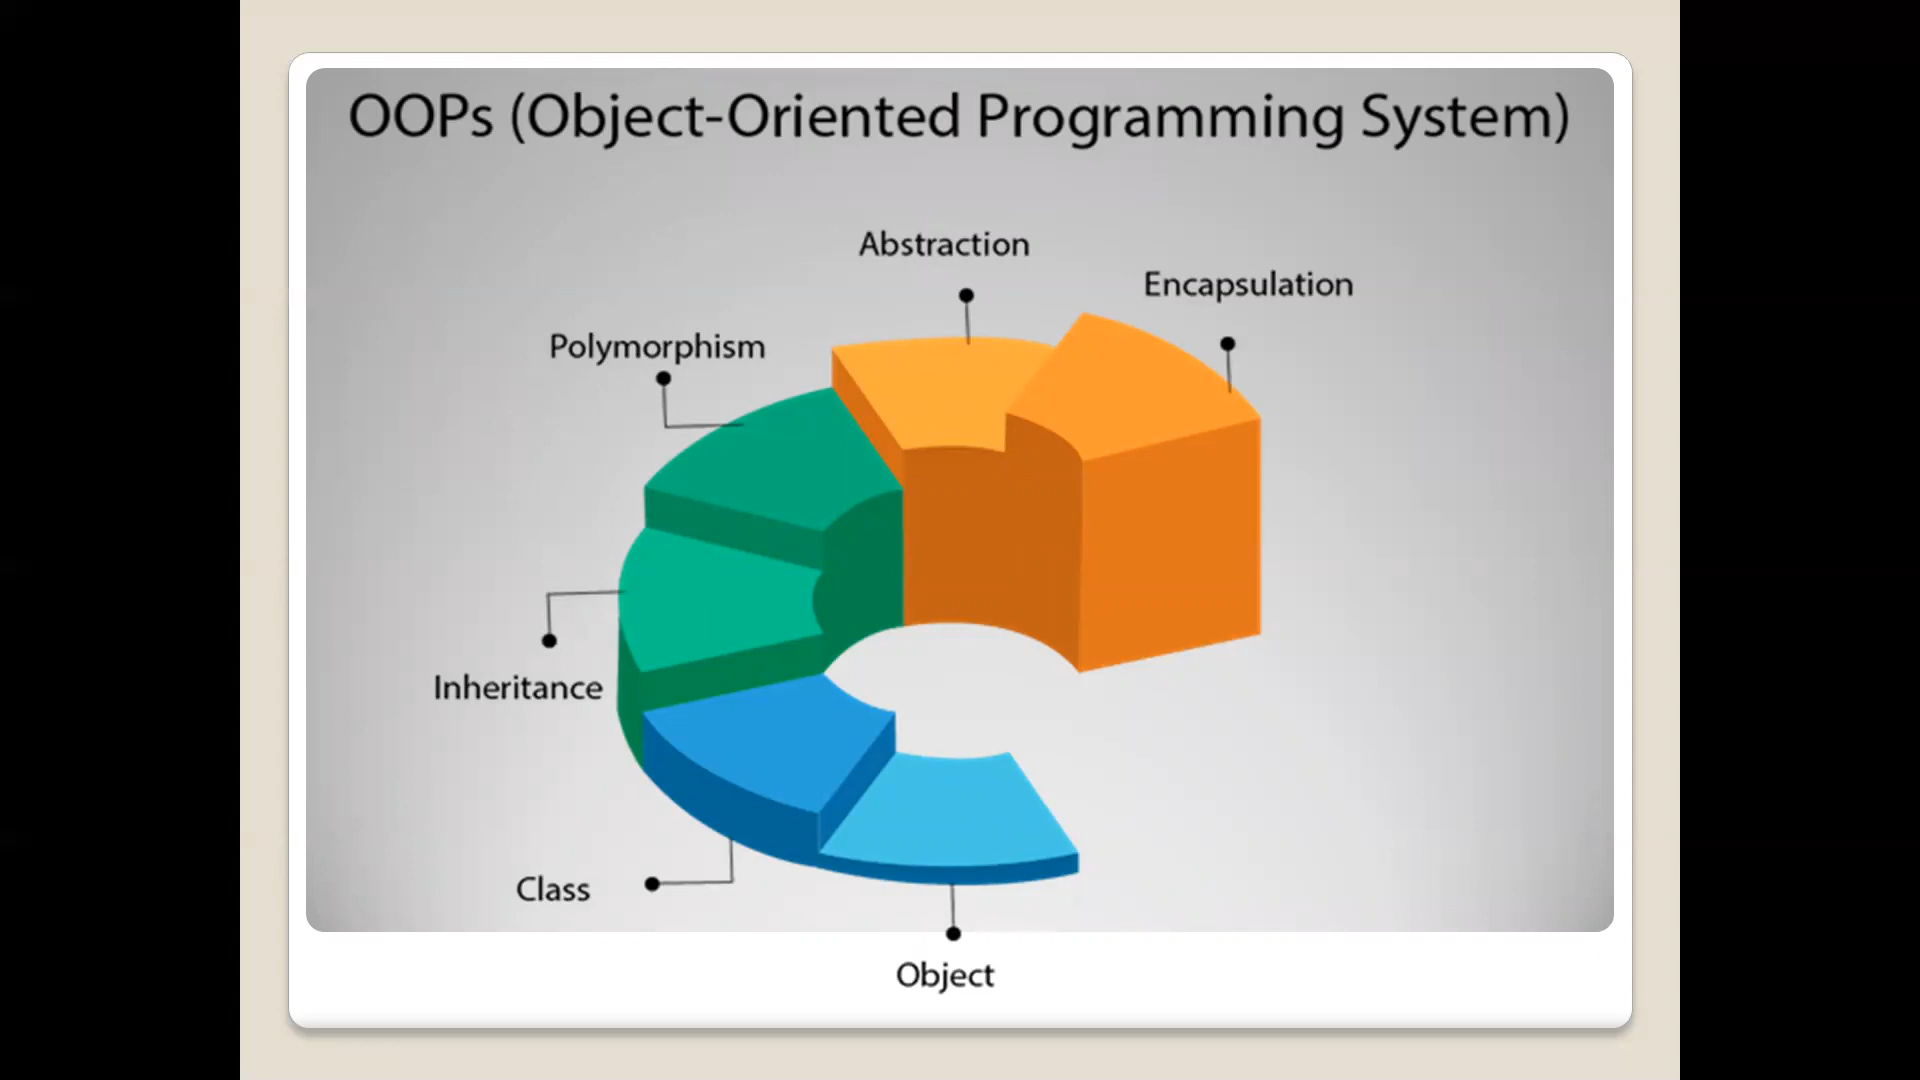 OOPs (Object-Oriented Programming System)
Abstraction
Encapsulation
Polymorphism
Inheritance
Class
Object